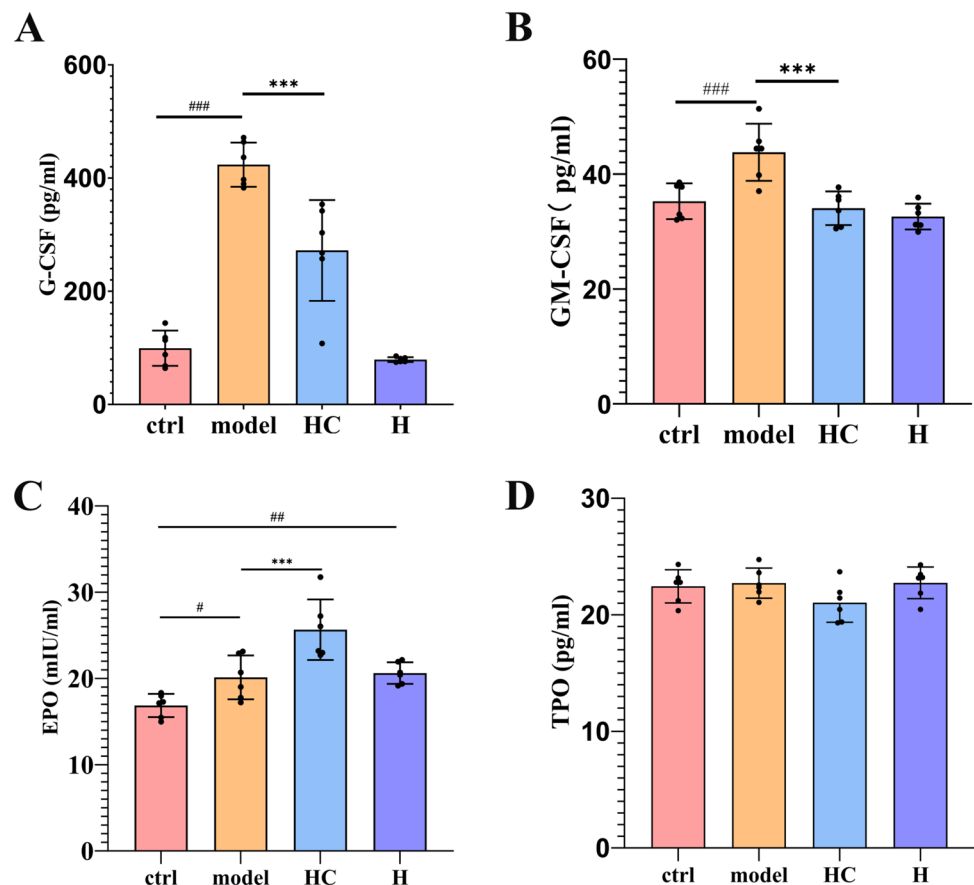 A
G-CSF (pg/ml)
600
400
200
0
###
***
ctrl model HC H
B
GM-CSF( pg/ml)
60
40
20
0
###
***
ctrl model HC H
C
EPO (mIU/ml)
40
30
20
10
0
##
***
#
ctrl model HC H
D
TPO (pg/ml)
30
20
10
0
ctrl model HC H